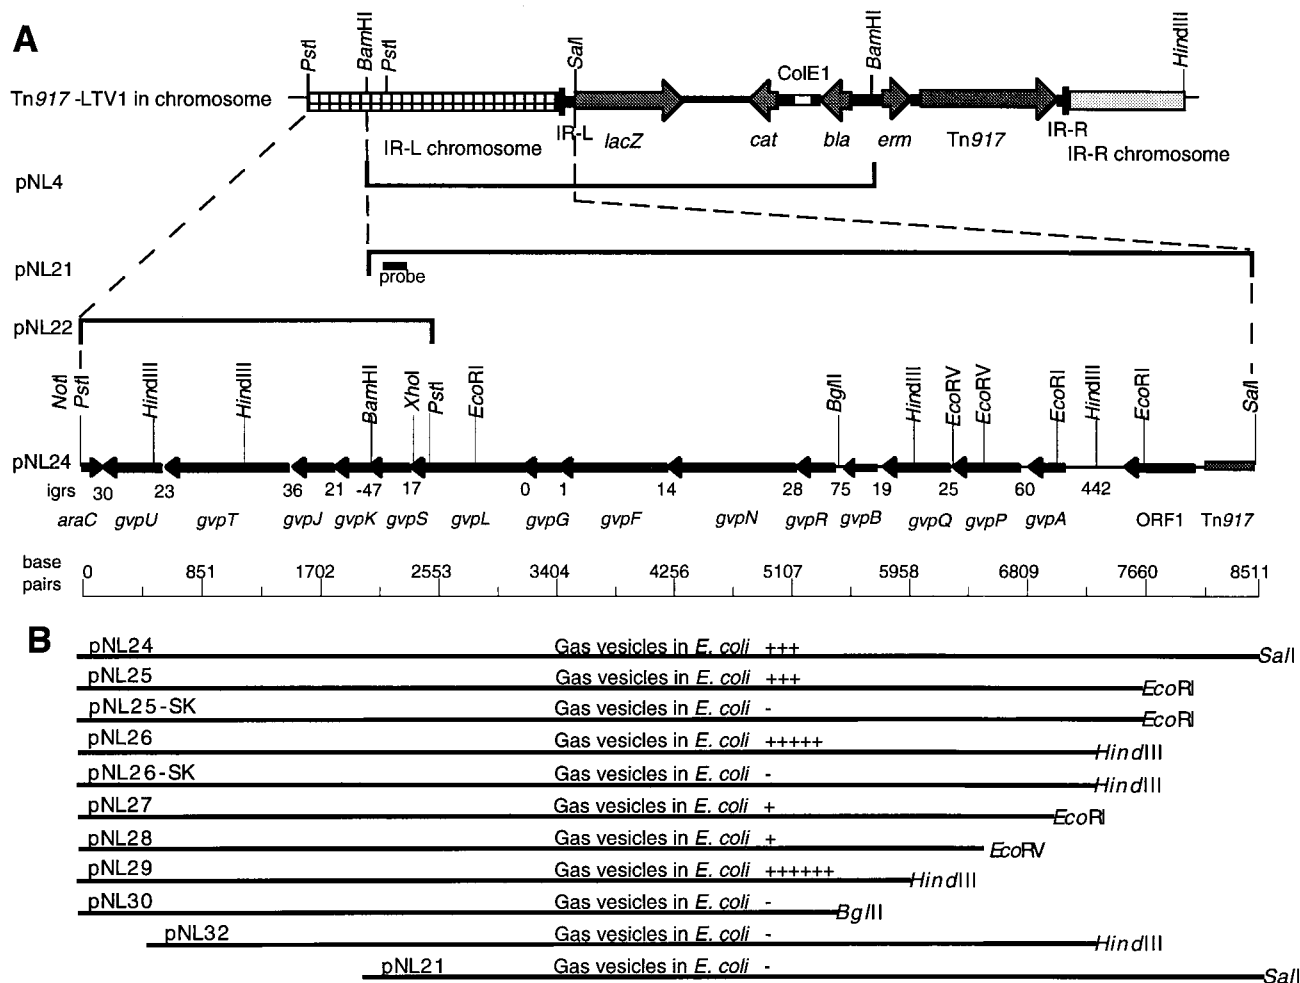 A
PstI
BamHI
PstI
SalI
ColE1
BamHI
HindIII
Tn917-LTV1 in chromosome
IR-L
lacZ
cat
bla
erm
Tn917
IR-R
IR-L chromosome
IR-R chromosome
pNL4
pNL21
probe
pNL22
NotI
PstI
HindIII
HindIII
BamHI
XhoI
PstI
EcoRI
BglII
HindIII
EcoRV
EcoRV
EcoRI
HindIII
EcoRI
SalI
pNL24
igrs 30 23 36 21 -47 17 0 1 14 28 75 19 25 60 442
araC gvpU gvpT gvpJ gvpK gvpS gvpL gvpG gvpF gvpN gvpR gvpB gvpQ gvpP gvpA ORF1 Tn917
base pairs 0 851 1702 2553 3404 4256 5107 5958 6809 7660 8511
B
pNL24 Gas vesicles in E. coli +++ SalI
pNL25 Gas vesicles in E. coli +++ EcoRI
pNL25-SK Gas vesicles in E. coli - EcoRI
pNL26 Gas vesicles in E. coli +++++ HindIII
pNL26-SK Gas vesicles in E. coli - HindIII
pNL27 Gas vesicles in E. coli + EcoRI
pNL28 Gas vesicles in E. coli + EcoRV
pNL29 Gas vesicles in E. coli ++++++ HindIII
pNL30 Gas vesicles in E. coli - BglII
pNL32 Gas vesicles in E. coli - HindIII
pNL21 Gas vesicles in E. coli - SalI